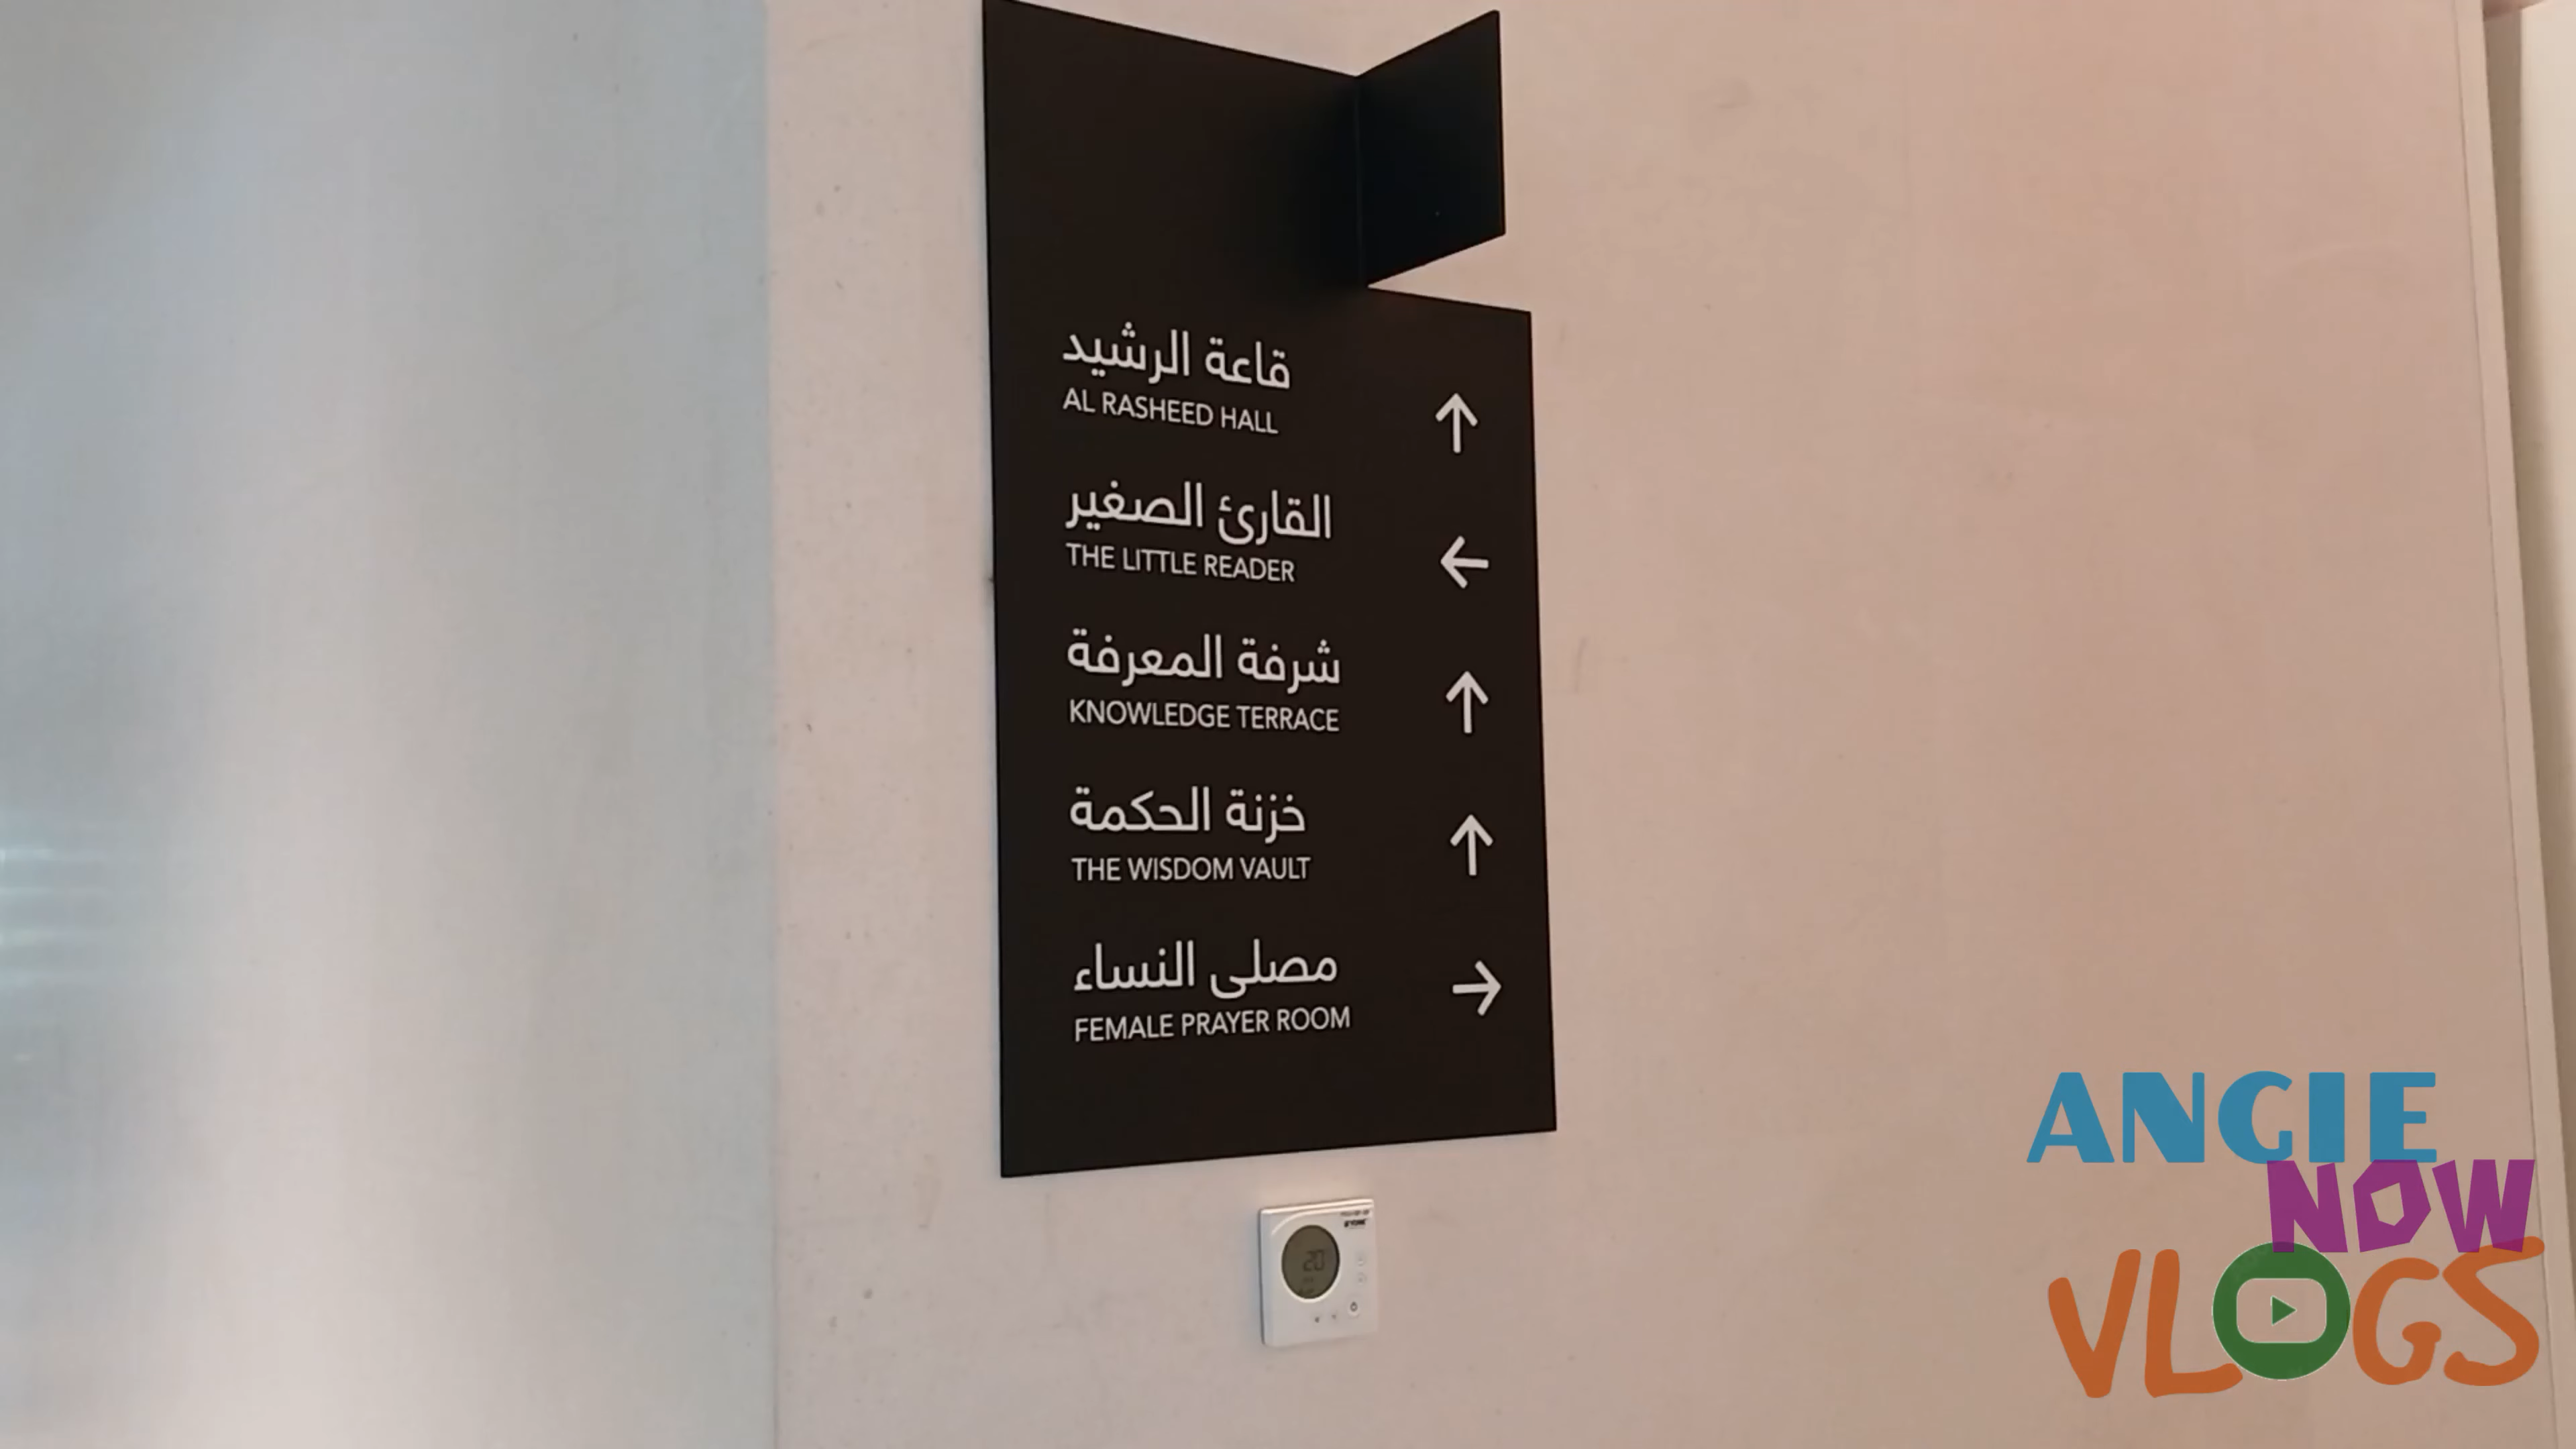 قاعة الرشيد
AL RASHEED HALL
القارئ الصغير
THE LITTLE READER
شرفة المعرفة
KNOWLEDGE TERRACE
خزنة الحكمة
THE WISDOM VAULT
مصلى النساء
FEMALE PRAYER ROOM
20
ANGIE
NOW
VLOGS